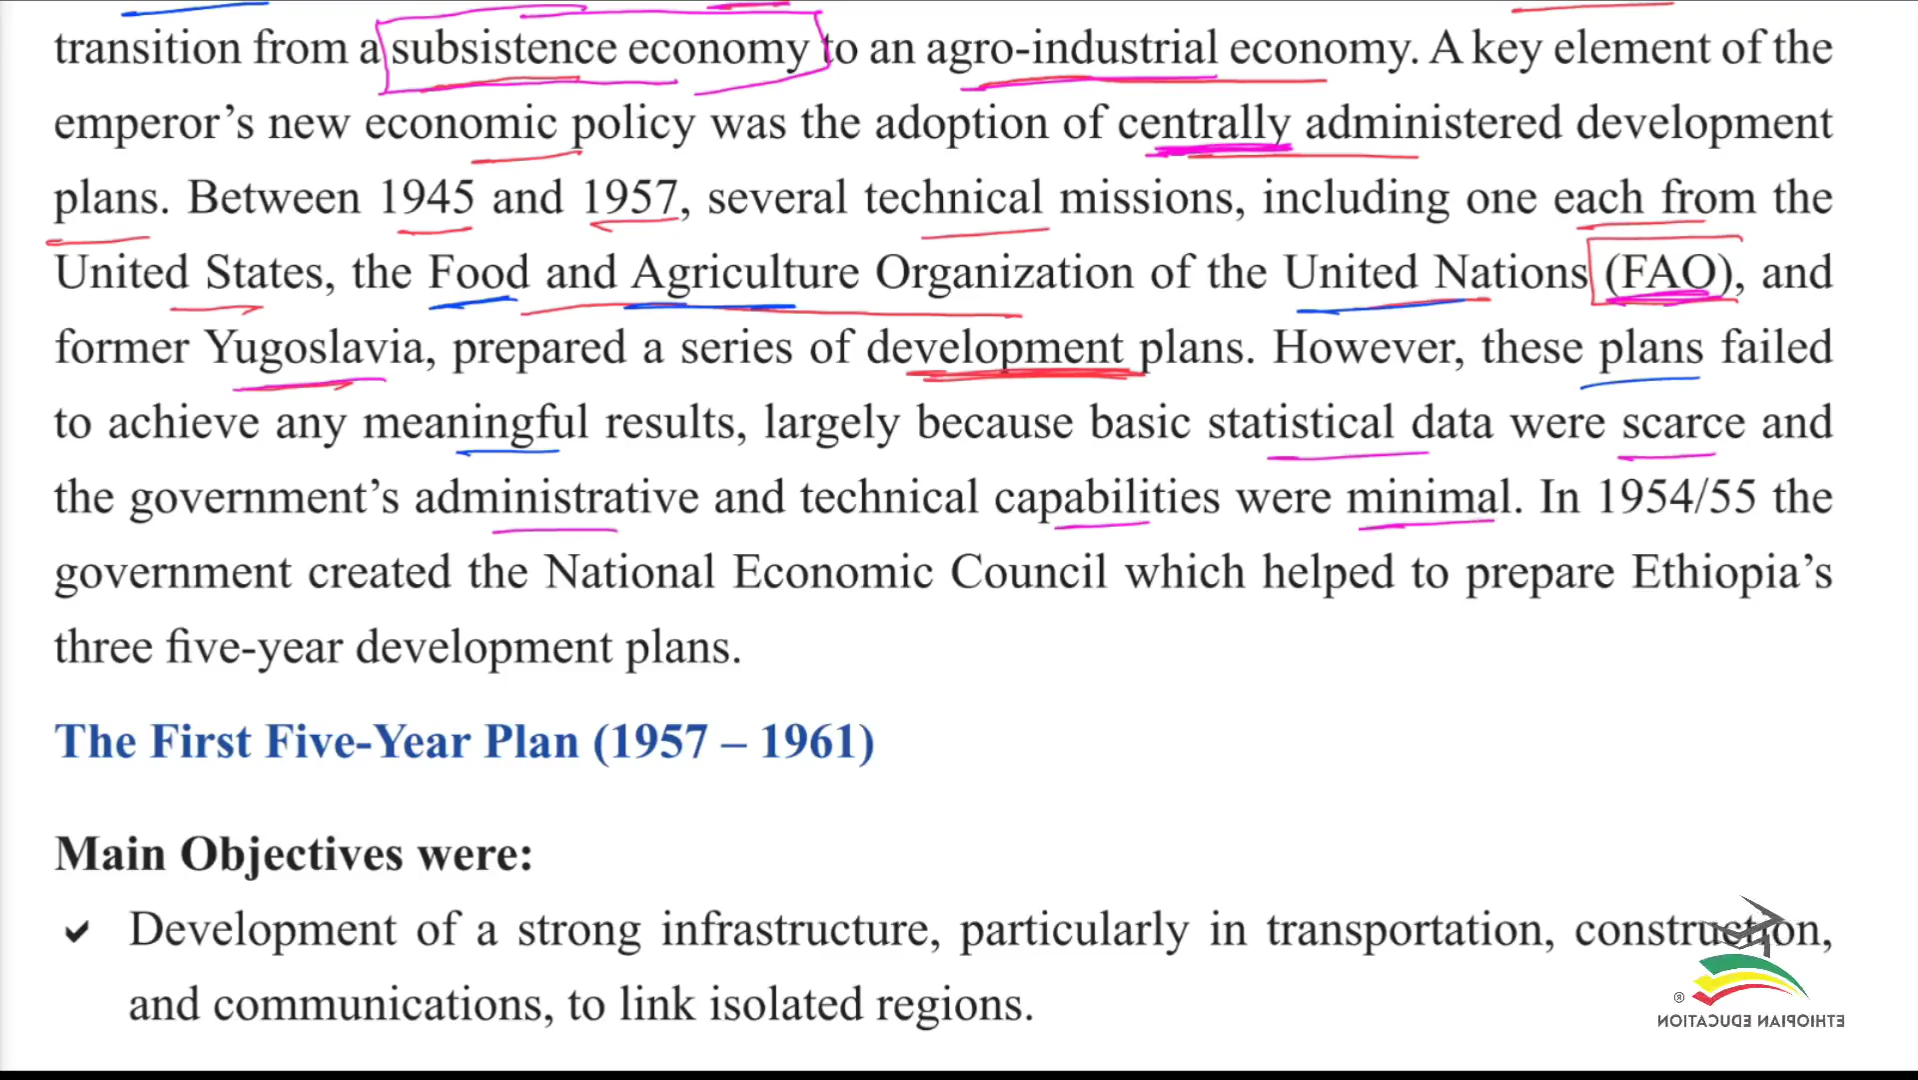 transition from a subsistence economy to an agro-industrial economy. A key element of the
emperor’s new economic policy was the adoption of centrally administered development
plans. Between 1945 and 1957, several technical missions, including one each from the
United States, the Food and Agriculture Organization of the United Nations (FAO), and
former Yugoslavia, prepared a series of development plans. However, these plans failed
to achieve any meaningful results, largely because basic statistical data were scarce and
the government’s administrative and technical capabilities were minimal. In 1954/55 the
government created the National Economic Council which helped to prepare Ethiopia’s
three five-year development plans.
The First Five-Year Plan (1957 – 1961)
Main Objectives were:
✓ Development of a strong infrastructure, particularly in transportation, construction,
and communications, to link isolated regions.
®
ETHIOPIAN EDUCATION